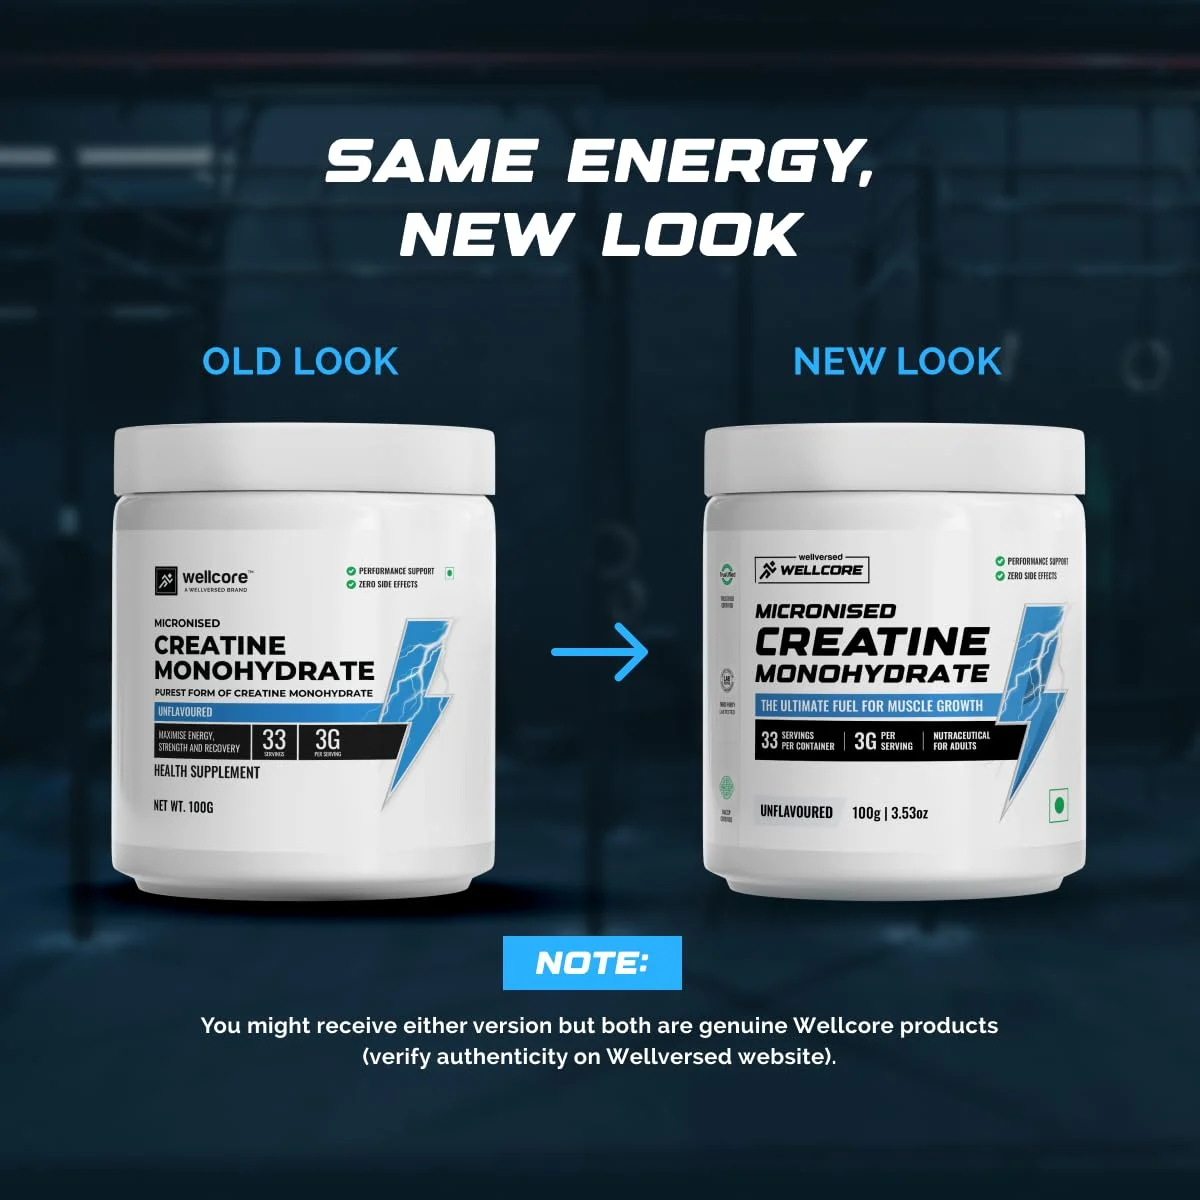 SAME ENERGY,
NEW LOOK
OLD LOOK
NEW LOOK
wellcore™
A WELLVERSED BRAND
PERFORMANCE SUPPORT
ZERO SIDE EFFECTS
MICRONISED
CREATINE
MONOHYDRATE
PUREST FORM OF CREATINE MONOHYDRATE
UNFLAVOURED
MAXIMISE ENERGY,
STRENGTH AND RECOVERY
33
SERVINGS
3G
PER SERVING
HEALTH SUPPLEMENT
NET WT. 100G
wellversed
WELLCORE
PERFORMANCE SUPPORT
ZERO SIDE EFFECTS
MICRONISED
CREATINE
MONOHYDRATE
THE ULTIMATE FUEL FOR MUSCLE GROWTH
33 SERVINGS
PER CONTAINER
3G PER
SERVING
NUTRACEUTICAL
FOR ADULTS
UNFLAVOURED
100g | 3.53oz
NOTE:
You might receive either version but both are genuine Wellcore products
(verify authenticity on Wellversed website).